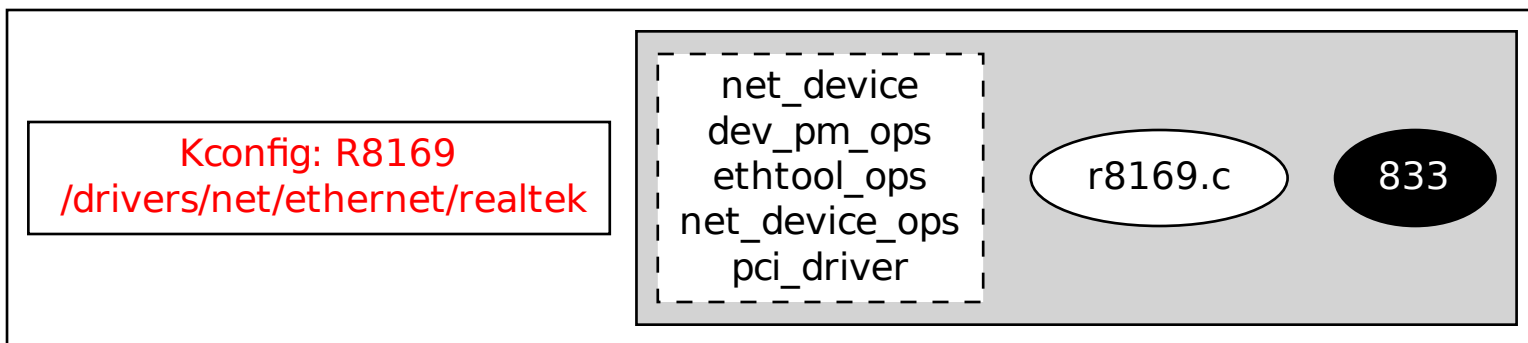 Kconfig: R8169
/drivers/net/ethernet/realtek
net_device
dev_pm_ops
ethtool_ops
net_device_ops
pci_driver
r8169.c
833